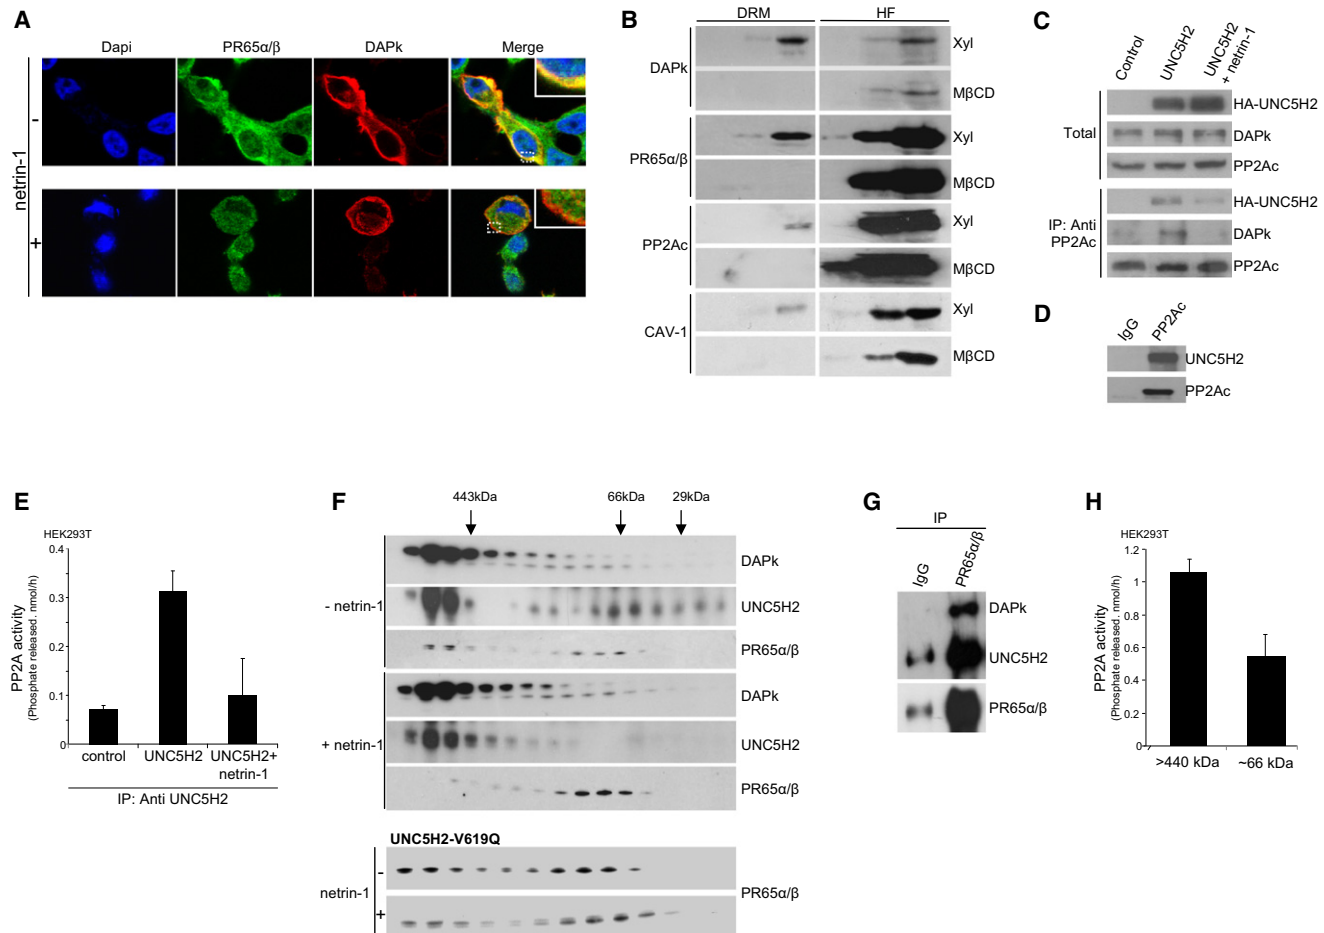 A
Dapi PR65α/β DAPk Merge
-
netrin-1
+
B
DRM HF
DAPk
Xyl
MβCD
PR65α/β
Xyl
MβCD
PP2Ac
Xyl
MβCD
CAV-1
Xyl
MβCD
C
Control
UNC5H2
UNC5H2
+ netrin-1
Total
HA-UNC5H2
DAPk
PP2Ac
IP: Anti
PP2Ac
HA-UNC5H2
DAPk
PP2Ac
D
IgG
PP2Ac
UNC5H2
PP2Ac
E
HEK293T
PP2A activity
(Phosphate released. nmol/h)
0.4
0.3
0.2
0.1
0
control UNC5H2 UNC5H2+
netrin-1
IP: Anti UNC5H2
F
443kDa 66kDa 29kDa
- netrin-1
DAPk
UNC5H2
PR65α/β
+ netrin-1
DAPk
UNC5H2
PR65α/β
UNC5H2-V619Q
netrin-1
-
+
PR65α/β
G
IP
IgG
PR65α/β
DAPk
UNC5H2
PR65α/β
H
HEK293T
PP2A activity
(Phosphate released. nmol/h)
1.2
1
0.8
0.6
0.4
0.2
0
>440 kDa ~66 kDa